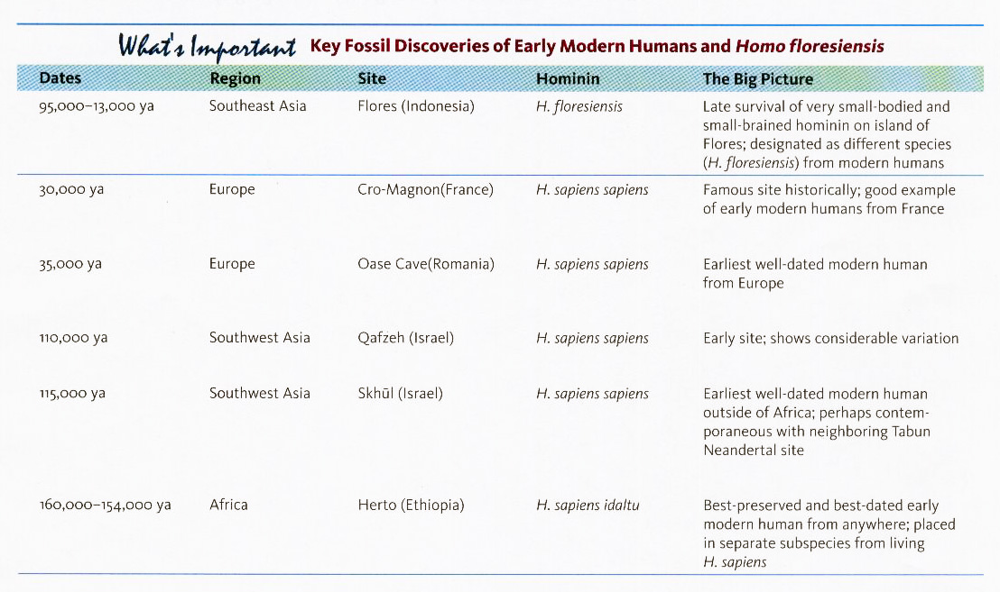 What's Important Key Fossil Discoveries of Early Modern Humans and Homo floresiensis
Dates Region Site Hominin The Big Picture
95,000–13,000 ya Southeast Asia Flores (Indonesia) H. floresiensis Late survival of very small-bodied and
small-brained hominin on island of
Flores; designated as different species
(H. floresiensis) from modern humans
30,000 ya Europe Cro-Magnon(France) H. sapiens sapiens Famous site historically; good example
of early modern humans from France
35,000 ya Europe Oase Cave(Romania) H. sapiens sapiens Earliest well-dated modern human
from Europe
110,000 ya Southwest Asia Qafzeh (Israel) H. sapiens sapiens Early site; shows considerable variation
115,000 ya Southwest Asia Skhūl (Israel) H. sapiens sapiens Earliest well-dated modern human
outside of Africa; perhaps contem-
poraneous with neighboring Tabun
Neandertal site
160,000–154,000 ya Africa Herto (Ethiopia) H. sapiens idaltu Best-preserved and best-dated early
modern human from anywhere; placed
in separate subspecies from living
H. sapiens